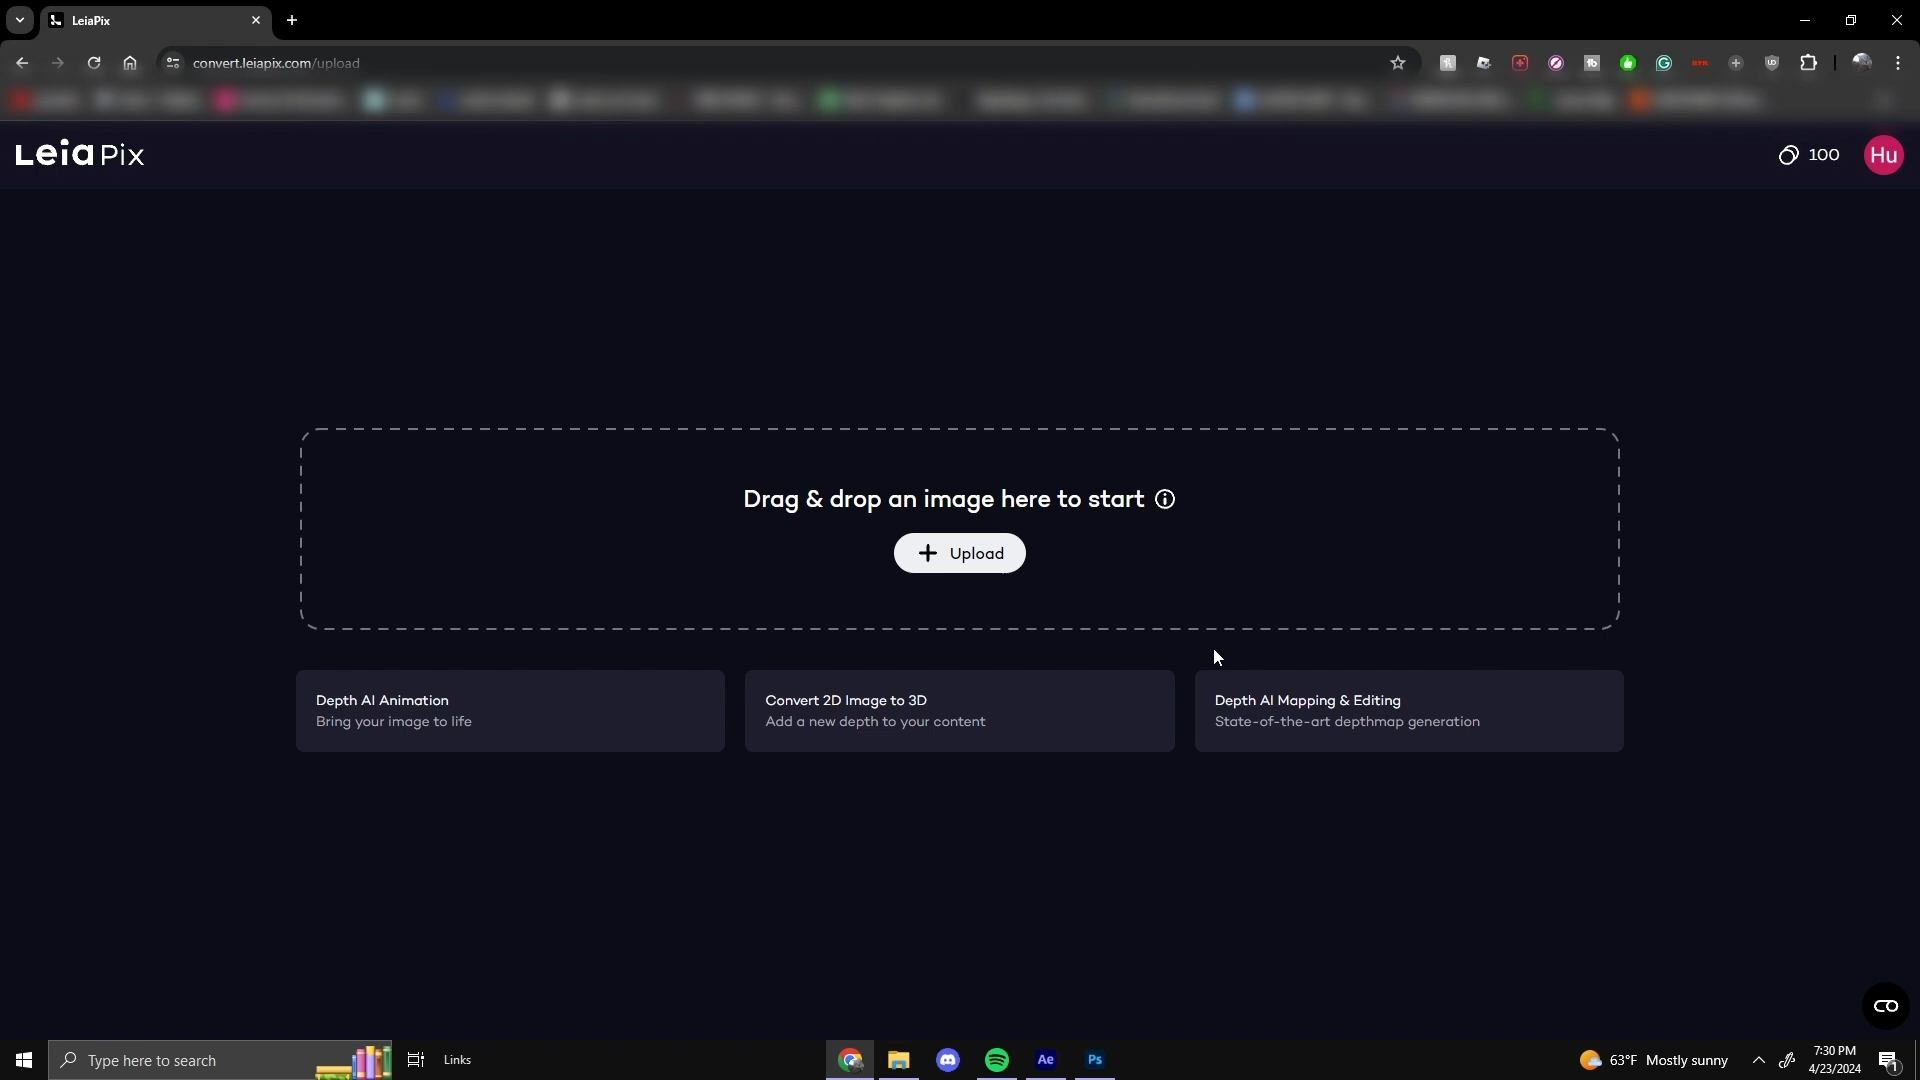 LeiaPix
convert.leiapix.com/upload
LeiaPix
100
Hu
Drag & drop an image here to start
Upload
Depth AI Animation
Bring your image to life
Convert 2D Image to 3D
Add a new depth to your content
Depth AI Mapping & Editing
State-of-the-art depthmap generation
Type here to search
Links
Ae
Ps
63°F Mostly sunny
7:30 PM
4/23/2024
1